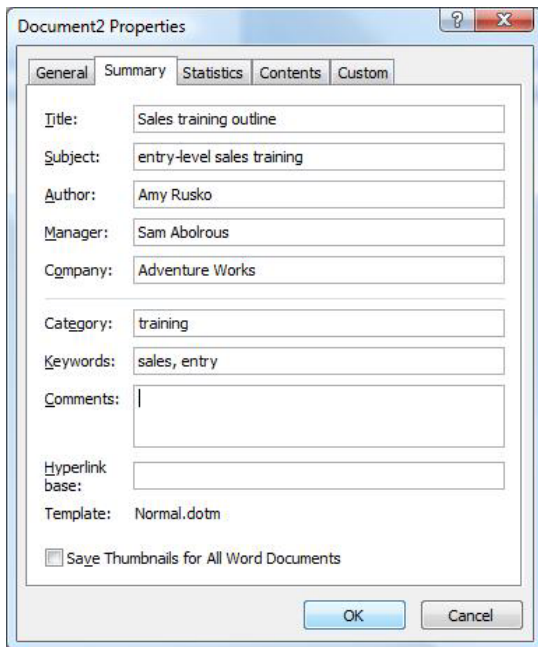 Document2 Properties
General Summary Statistics Contents Custom
Title: Sales training outline
Subject: entry-level sales training
Author: Amy Rusko
Manager: Sam Abolrous
Company: Adventure Works
Category: training
Keywords: sales, entry
Comments:
Hyperlink
base:
Template: Normal.dotm
Save Thumbnails for All Word Documents
OK Cancel